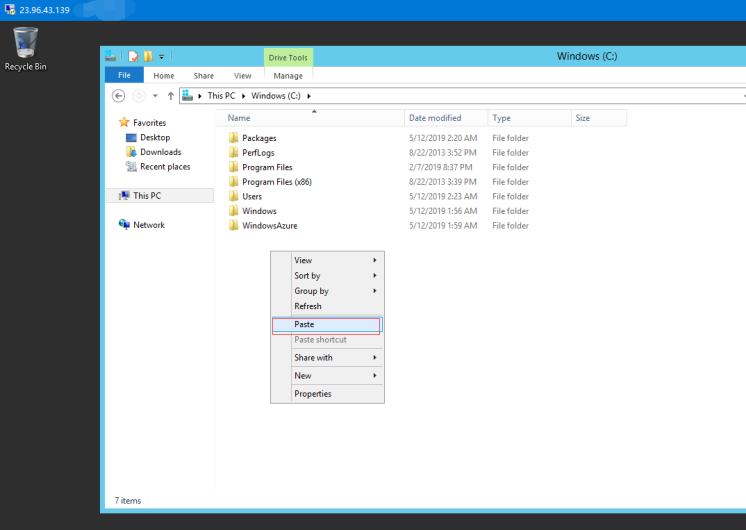 23.96.43.139
Recycle Bin
Drive Tools
Windows (C:)
File Home Share View Manage
This PC Windows (C:)
Name Date modified Type Size
Favorites
Desktop
Downloads
Recent places
This PC
Network
Packages 5/12/2019 2:20 AM File folder
PerfLogs 8/22/2013 3:52 PM File folder
Program Files 2/7/2019 8:37 PM File folder
Program Files (x86) 8/22/2013 3:39 PM File folder
Users 5/12/2019 2:23 AM File folder
Windows 5/12/2019 1:56 AM File folder
WindowsAzure 5/12/2019 1:59 AM File folder
View
Sort by
Group by
Refresh
Paste
Paste shortcut
Share with
New
Properties
7 items